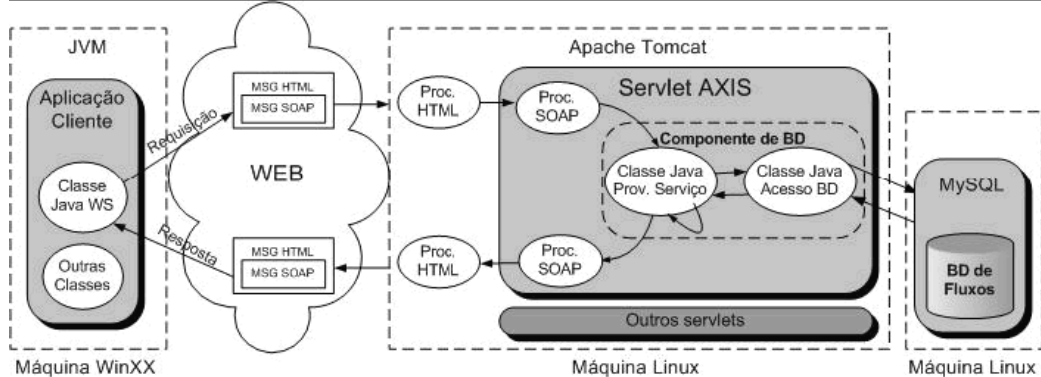 JVM
Aplicação
Cliente
Classe
Java WS
Outras
Classes
Máquina WinXX
Requisição
Resposta
MSG HTML
MSG SOAP
WEB
MSG HTML
MSG SOAP
Apache Tomcat
Proc.
HTML
Proc.
HTML
Servlet AXIS
Proc.
SOAP
Componente de BD
Classe Java
Prov. Serviço
Classe Java
Acesso BD
Proc.
SOAP
Outros servlets
Máquina Linux
MySQL
BD de
Fluxos
Máquina Linux